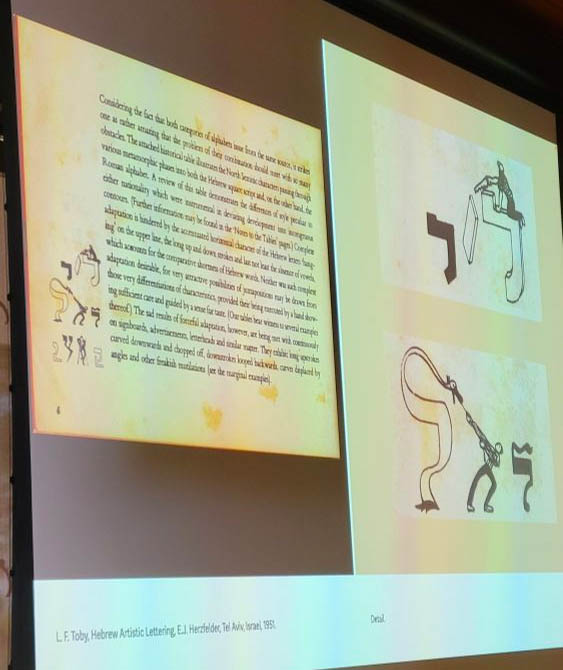 Considering the fact that both categories of alphabets issue from the same source, it strikes
one as rather amazing that the problem of their combination should meet with so many
obstacles. The attached historical table illustrates the North Semitic characters passing through
various metamorphic phases into both the Hebrew square script and, on the other hand, the
Roman alphabet. A review of this table demonstrates the differences of style peculiar to
either nationality which were instrumental in deviating development into incongruous
contours. (Further information may be found in the 'Notes to the Tables' pages.) Complete
adaptation is hindered by the accentuated horizontal character of the Hebrew letters 'hang-
ing' on the upper line, the long up and down strokes and last not least the absence of vowels,
which accounts for the comparative shortness of Hebrew words. Neither was such complete
adaptation desirable, for very attractive possibilities of juxtapositions may be drawn from
those very differentiations of characteristics, provided their being executed by a hand show-
ing sufficient care and guided by a sense for taste. (Our tables bear witness to several examples
thereof.) The sad results of forceful adaptation, however, are being met with continuously
on signboards, advertisements, letterheads and similar matter. They exhibit long upstrokes
curved downwards and chopped off, downstrokes looped backwards, curves displaced by
angles and other freakish mutilations (see the marginal examples).
6
L. F. Toby, Hebrew Artistic Lettering, E.J. Herzfelder, Tel Aviv, Israel, 1951.
Detail.